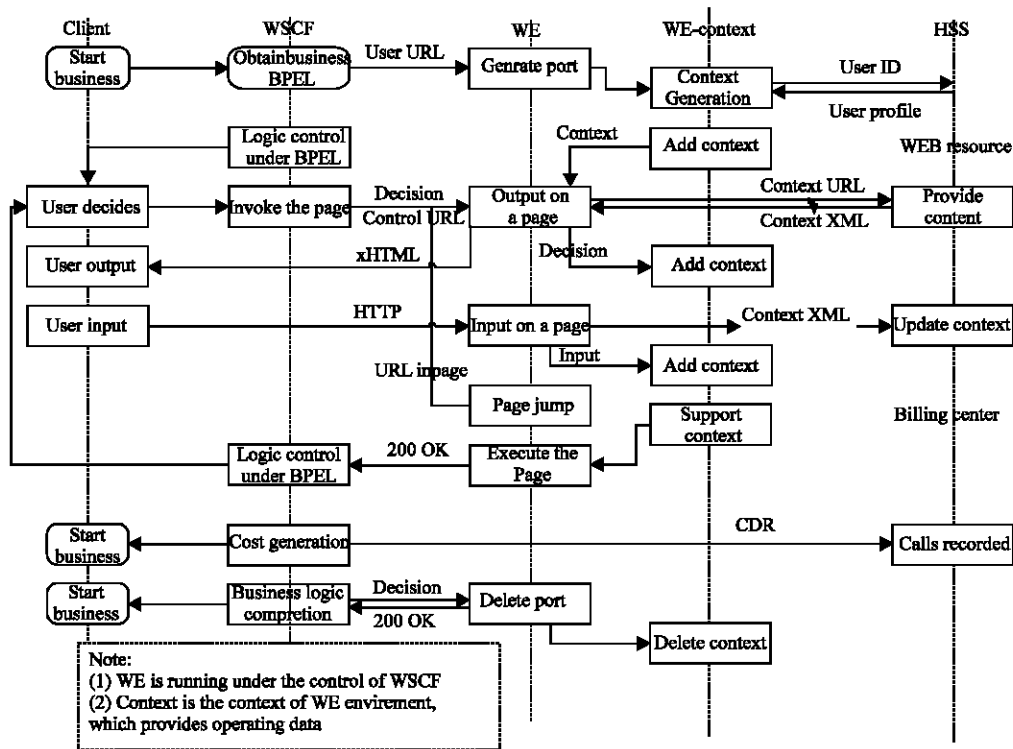 Client
WSCF
WE
WE-context
HSS
Start
business
Obtainbusiness
BPEL
User URL
Genrate port
Context
Generation
User ID
User profile
Logic control
under BPEL
Context
Add context
WEB resource
User decides
Invoke the page
Decision
Control URL
Output on
a page
Context URL
Context XML
Provide
content
User output
xHTML
Decision
Add context
User input
HTTP
Input on a page
Context XML
Update context
Input
Add context
URL inpage
Page jump
Support
context
Billing center
Logic control
under BPEL
200 OK
Execute the
Page
Start
business
Cost generation
CDR
Calls recorded
Start
business
Business logic
compretion
Decision
200 OK
Delete port
Delete context
Note:
(1) WE is running under the control of WSCF
(2) Context is the context of WE envirement,
which provides operating data